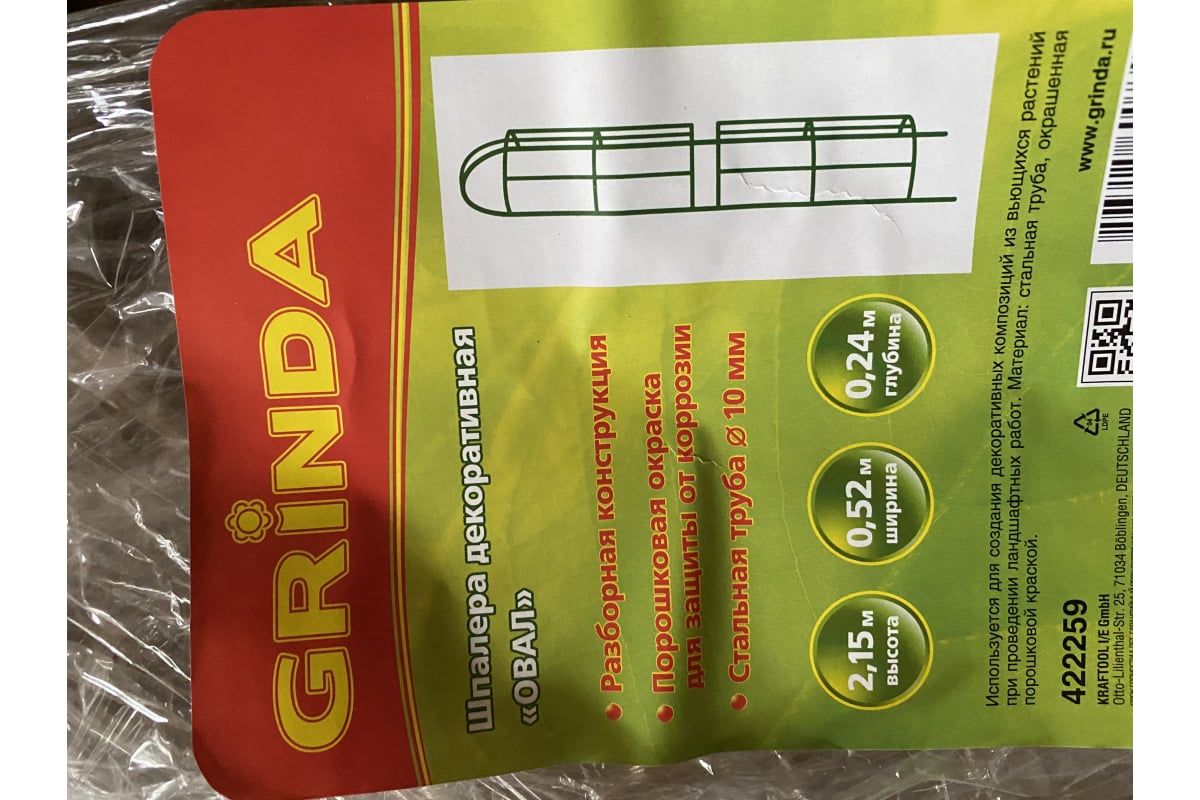 GRINDA
Шпалера декоративная
«ОВАЛ»
Разборная конструкция
Порошковая окраска
для защиты от коррозии
Стальная труба ⌀ 10 мм
2,15 м
высота
0,52 м
ширина
0,24 м
глубина
Используется для создания декоративных композиций из вьющихся растений
при проведении ландшафтных работ. Материал: стальная труба, окрашенная
порошковой краской.
422259
www.grinda.ru
KRAFTOOL I/E GmbH
Otto-Lilienthal-Str. 25, 71034 Böblingen, DEUTSCHLAND
LDPE